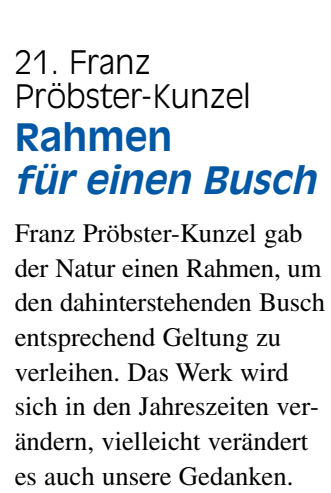 21. Franz
Pröbster-Kunzel
Rahmen
für einen Busch
Franz Pröbster-Kunzel gab
der Natur einen Rahmen, um
den dahinterstehenden Busch
entsprechend Geltung zu
verleihen. Das Werk wird
sich in den Jahreszeiten ver-
ändern, vielleicht verändert
es auch unsere Gedanken.